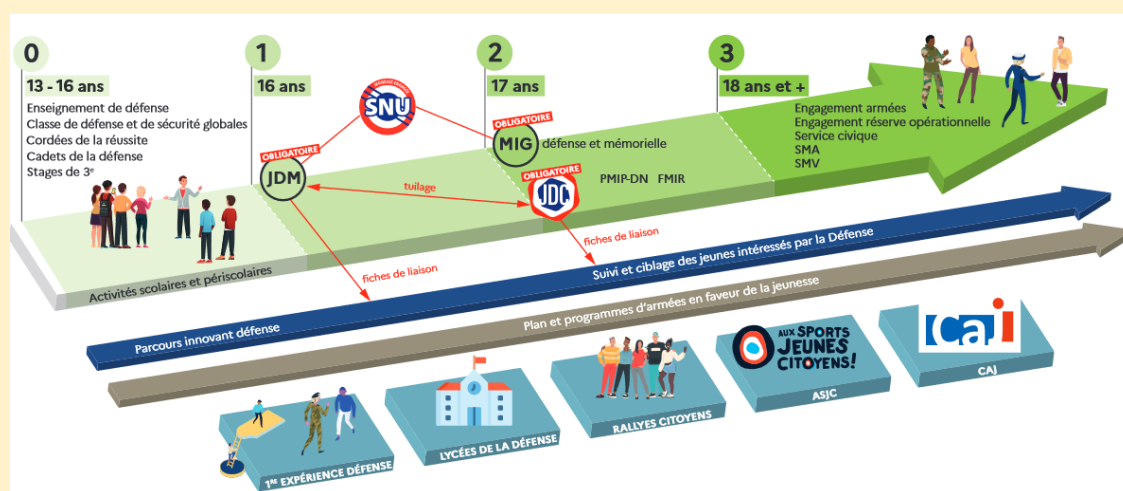 0
13 - 16 ans
Enseignement de défense
Classe de défense et de sécurité globales
Cordées de la réussite
Cadets de la défense
Stages de 3e
1
16 ans
SNU
OBLIGATOIRE
JDM
2
17 ans
OBLIGATOIRE
MIG
défense et mémorielle
OBLIGATOIRE
JDC
PMIP-DN FMIR
tuilage
3
18 ans et +
Engagement armées
Engagement réserve opérationnelle
Service civique
SMA
SMV
Activités scolaires et périscolaires
fiches de liaison
fiches de liaison
Parcours innovant défense
Suivi et ciblage des jeunes intéressés par la Défense
Plan et programmes d'armées en faveur de la jeunesse
1RE EXPÉRIENCE DÉFENSE
LYCÉES DE LA DÉFENSE
RALLYES CITOYENS
AUX SPORTS
JEUNES
CITOYENS!
ASJC
caj
CAJ